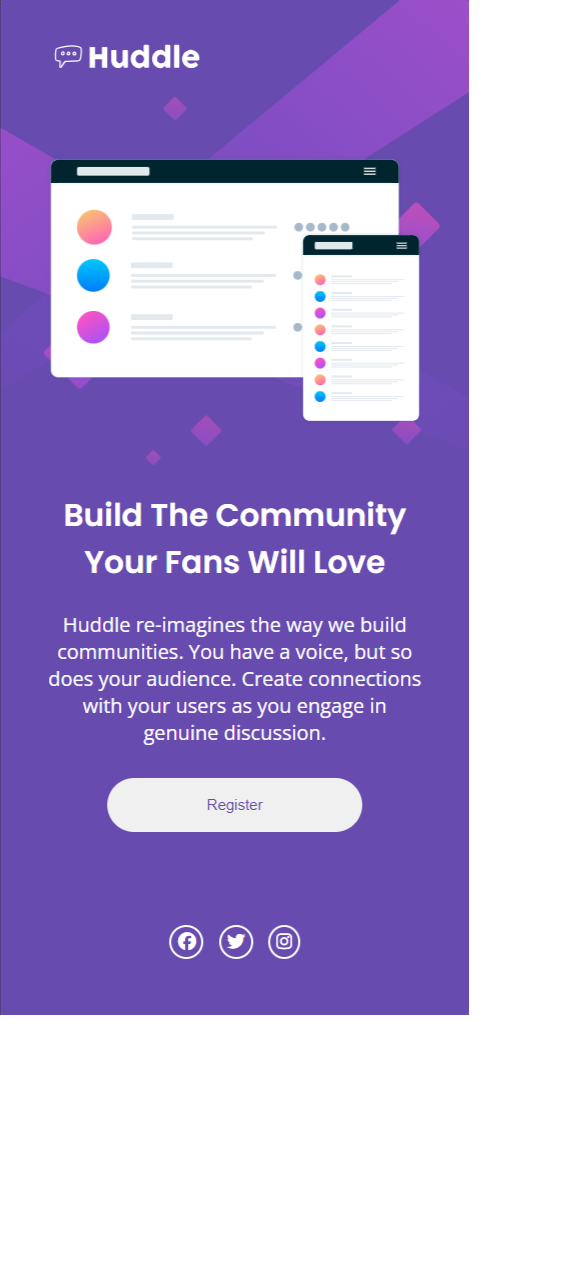 Huddle
Build The Community
Your Fans Will Love
Huddle re-imagines the way we build
communities. You have a voice, but so
does your audience. Create connections
with your users as you engage in
genuine discussion.
Register